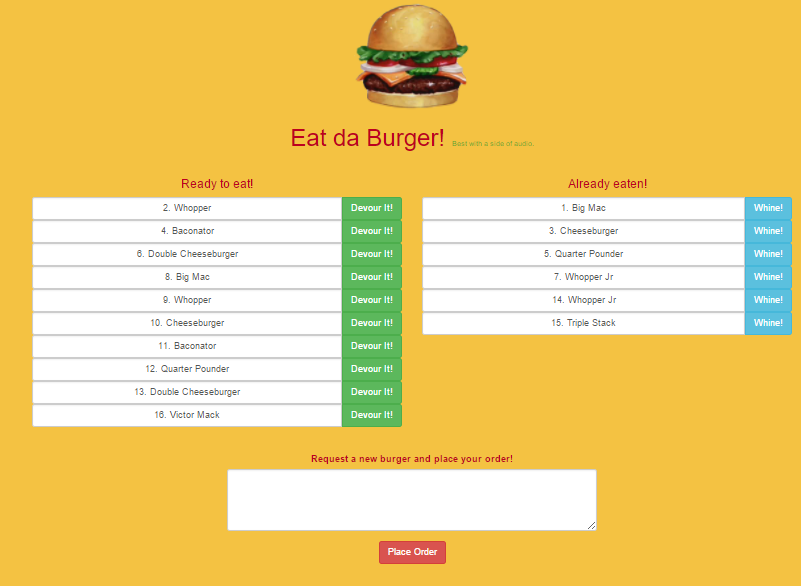 Eat da Burger! Best with a side of audio.
Ready to eat!
2. Whopper Devour It!
4. Baconator Devour It!
6. Double Cheeseburger Devour It!
8. Big Mac Devour It!
9. Whopper Devour It!
10. Cheeseburger Devour It!
11. Baconator Devour It!
12. Quarter Pounder Devour It!
13. Double Cheeseburger Devour It!
16. Victor Mack Devour It!
Already eaten!
1. Big Mac Whine!
3. Cheeseburger Whine!
5. Quarter Pounder Whine!
7. Whopper Jr Whine!
14. Whopper Jr Whine!
15. Triple Stack Whine!
Request a new burger and place your order!
Place Order